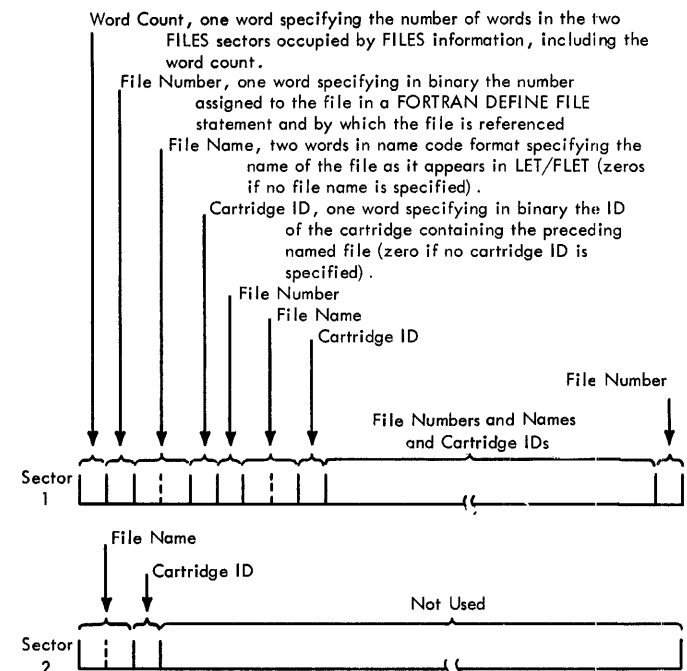 Word Count, one word specifying the number of words in the two
FILES sectors occupied by FILES information, including the
word count.
File Number, one word specifying in binary the number
assigned to the file in a FORTRAN DEFINE FILE
statement and by which the file is referenced
File Name, two words in name code format specifying the
name of the file as it appears in LET/FLET (zeros
if no file name is specified).
Cartridge ID, one word specifying in binary the ID
of the cartridge containing the preceding
named file (zero if no cartridge ID is
specified).
File Number
File Name
Cartridge ID
File Number
File Numbers and Names
and Cartridge IDs
Sector
1
File Name
Cartridge ID
Not Used
Sector
2